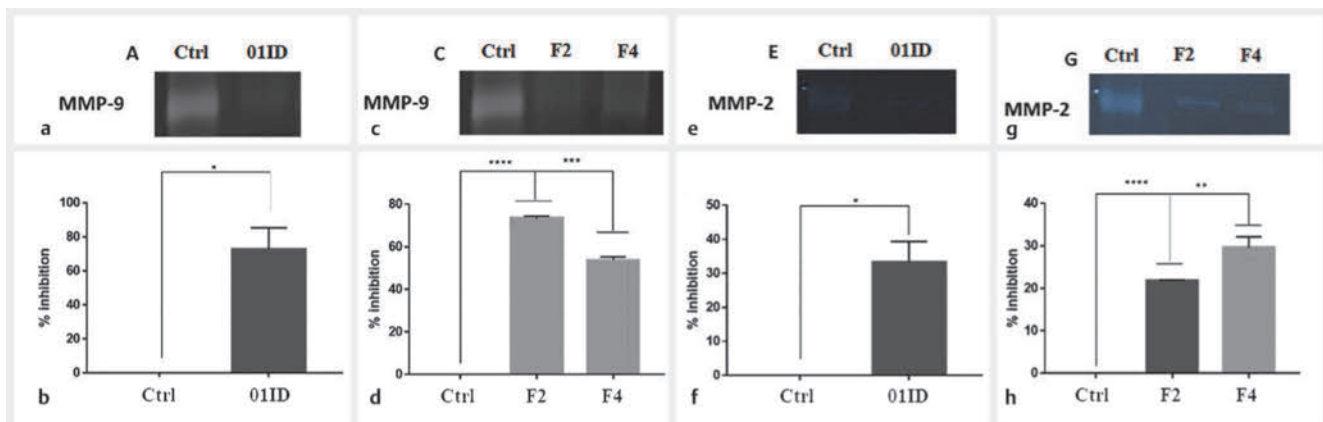 A Ctrl 01ID
MMP-9
a
C Ctrl F2 F4
MMP-9
c
E Ctrl 01ID
MMP-2
e
G Ctrl F2 F4
MMP-2
g
*
100
80
60
40
20
0
% inhibition
Ctrl 01ID
b
**** ***
80
60
40
20
0
% inhibition
Ctrl F2 F4
d
*
50
40
30
20
10
0
% inhibition
Ctrl 01ID
f
**** **
40
30
20
10
0
% inhibition
Ctrl F2 F4
h